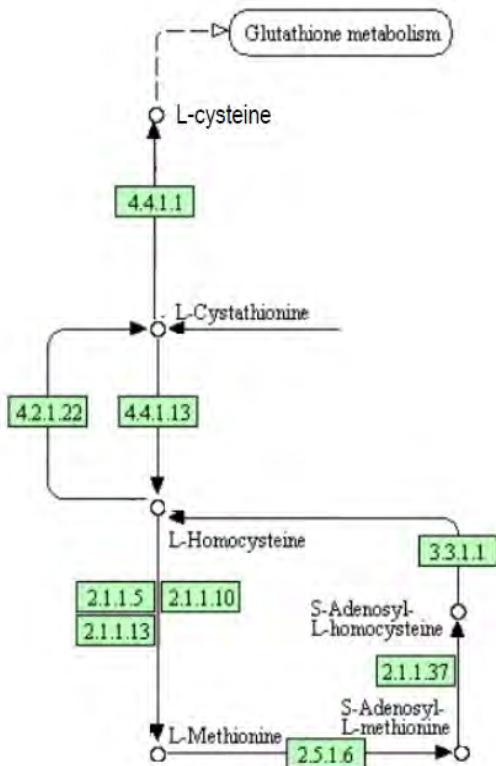 Glutathione metabolism
L-cysteine
4.4.1.1
L-Cystathionine
4.2.1.22
4.4.1.13
L-Homocysteine
3.3.1.1
2.1.1.5
2.1.1.10
2.1.1.13
S-Adenosyl-
L-homocysteine
2.1.1.37
S-Adenosyl-
L-methionine
L-Methionine
2.5.1.6